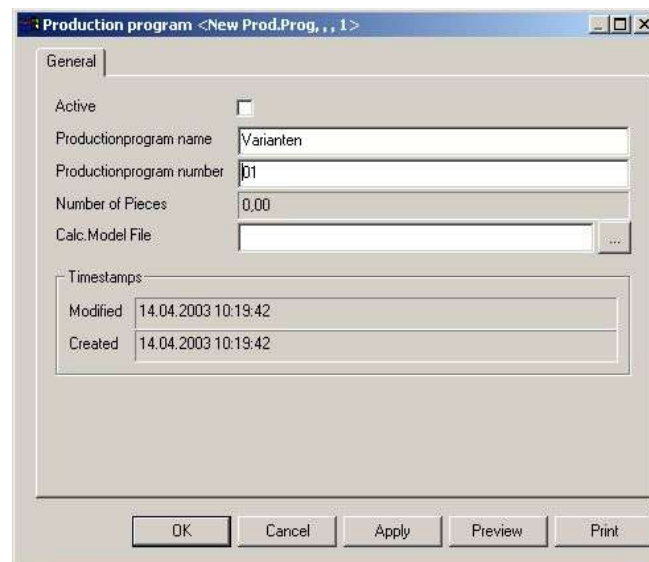 Production program <New Prod.Prog, , , 1>
General
Active
Productionprogram name Varianten
Productionprogram number 01
Number of Pieces 0,00
Calc.Model File ...
Timestamps
Modified 14.04.2003 10:19:42
Created 14.04.2003 10:19:42
OK Cancel Apply Preview Print